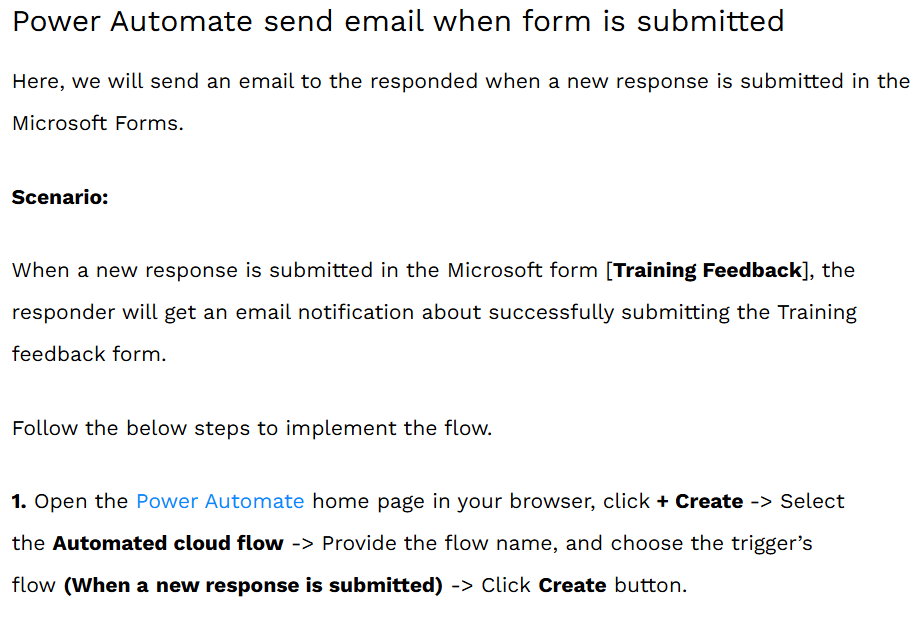 Power Automate send email when form is submitted
Here, we will send an email to the responded when a new response is submitted in the
Microsoft Forms.
Scenario:
When a new response is submitted in the Microsoft form [Training Feedback], the
responder will get an email notification about successfully submitting the Training
feedback form.
Follow the below steps to implement the flow.
1. Open the Power Automate home page in your browser, click + Create -> Select
the Automated cloud flow -> Provide the flow name, and choose the trigger’s
flow (When a new response is submitted) -> Click Create button.